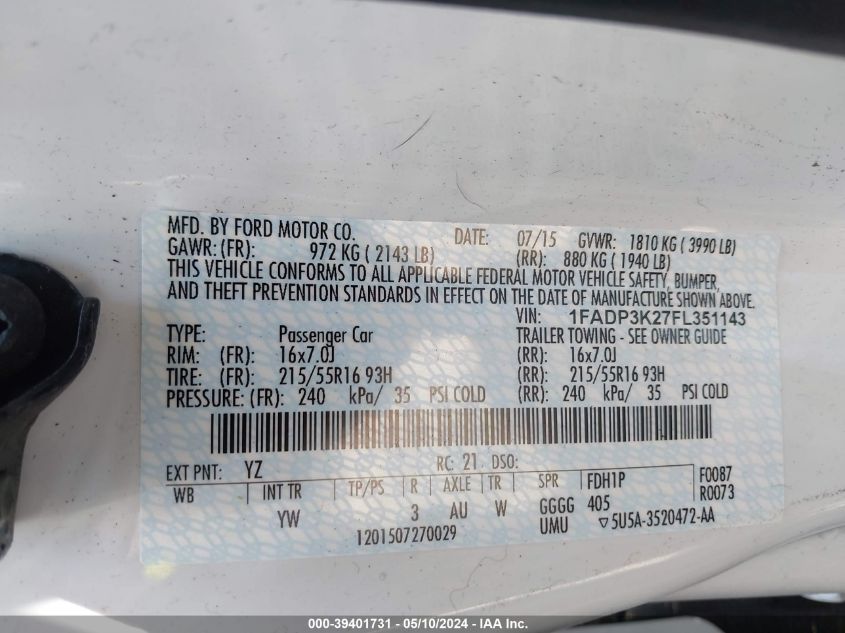 MFD. BY FORD MOTOR CO. DATE: 07/15 GVWR: 1810 KG ( 3990 LB)
GAWR: (FR): 972 KG ( 2143 LB) (RR): 880 KG ( 1940 LB)
THIS VEHICLE CONFORMS TO ALL APPLICABLE FEDERAL MOTOR VEHICLE SAFETY, BUMPER,
AND THEFT PREVENTION STANDARDS IN EFFECT ON THE DATE OF MANUFACTURE SHOWN ABOVE.
VIN: 1FADP3K27FL351143
TYPE: Passenger Car TRAILER TOWING - SEE OWNER GUIDE
RIM: (FR): 16x7.0J (RR): 16x7.0J
TIRE: (FR): 215/55R16 93H (RR): 215/55R16 93H
PRESSURE: (FR): 240 kPa/ 35 PSI COLD (RR): 240 kPa/ 35 PSI COLD
EXT PNT: YZ RC: 21 DSO: F0087
WB INT TR TP/PS R AXLE TR SPR FDH1P R0073
YW 3 AU W GGGG 405
1201507270029 UMU ▽5U5A-3520472-AA
000-39401731 - 05/10/2024 - IAA Inc.